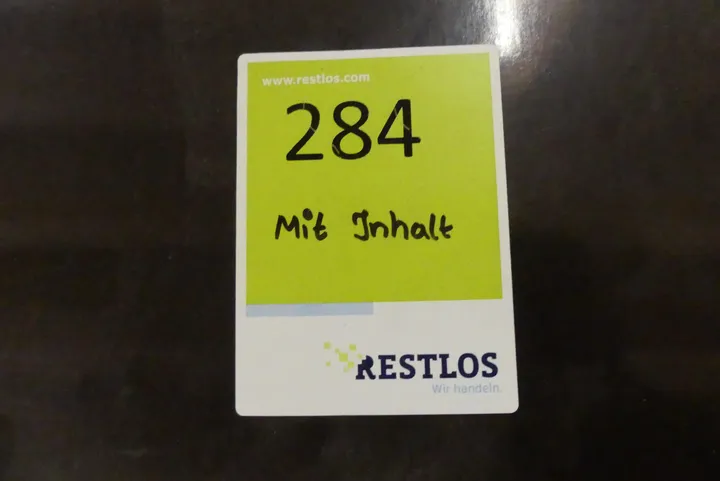 www.restlos.com
284
Mit Inhalt
RESTLOS
Wir handeln.